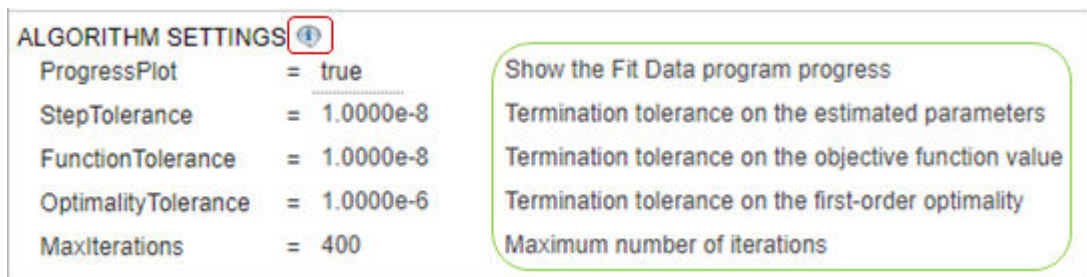 ALGORITHM SETTINGS
ProgressPlot = true Show the Fit Data program progress
StepTolerance = 1.0000e-8 Termination tolerance on the estimated parameters
FunctionTolerance = 1.0000e-8 Termination tolerance on the objective function value
OptimalityTolerance = 1.0000e-6 Termination tolerance on the first-order optimality
MaxIterations = 400 Maximum number of iterations